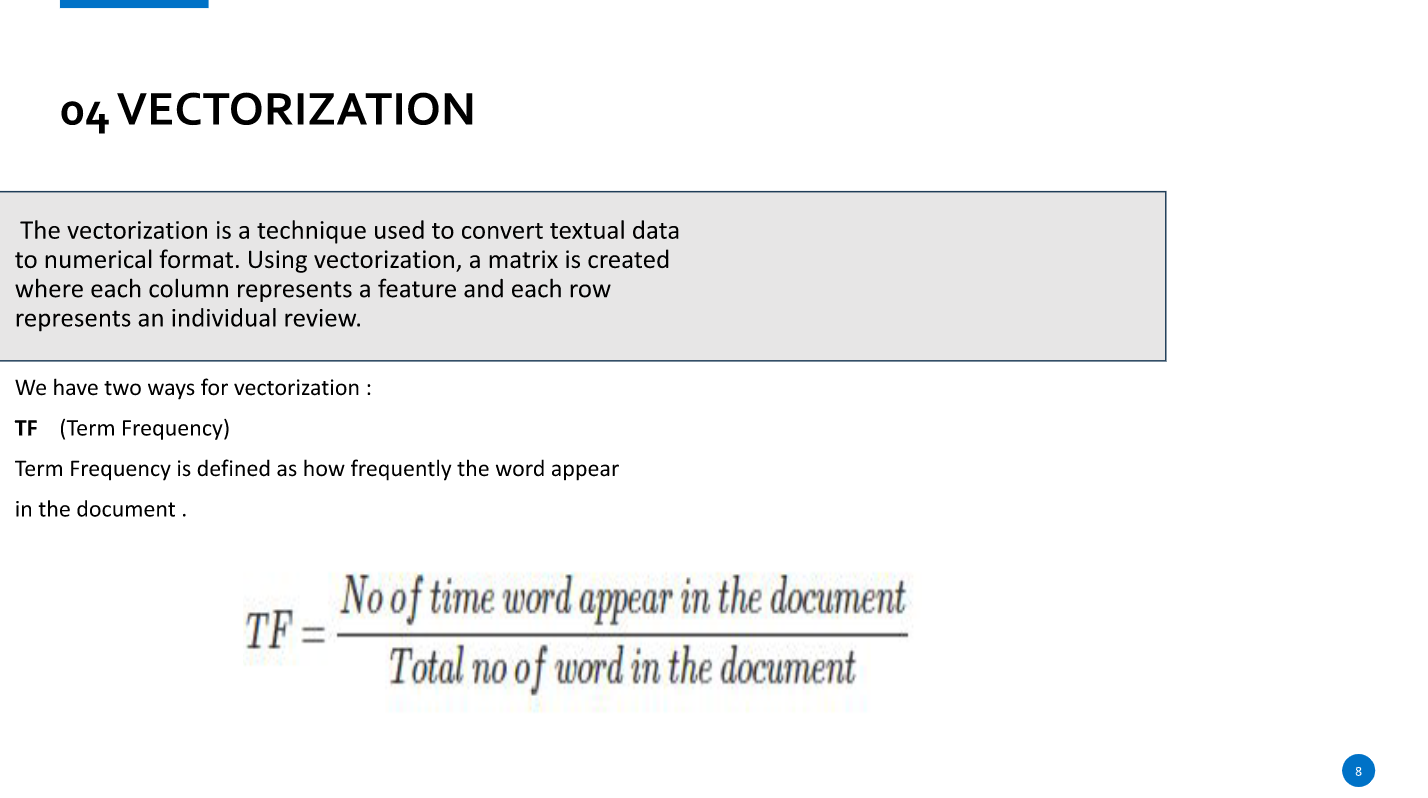 04 VECTORIZATION
The vectorization is a technique used to convert textual data
to numerical format. Using vectorization, a matrix is created
where each column represents a feature and each row
represents an individual review.
We have two ways for vectorization :
TF (Term Frequency)
Term Frequency is defined as how frequently the word appear
in the document .
TF = No of time word appear in the document
Total no of word in the document
8